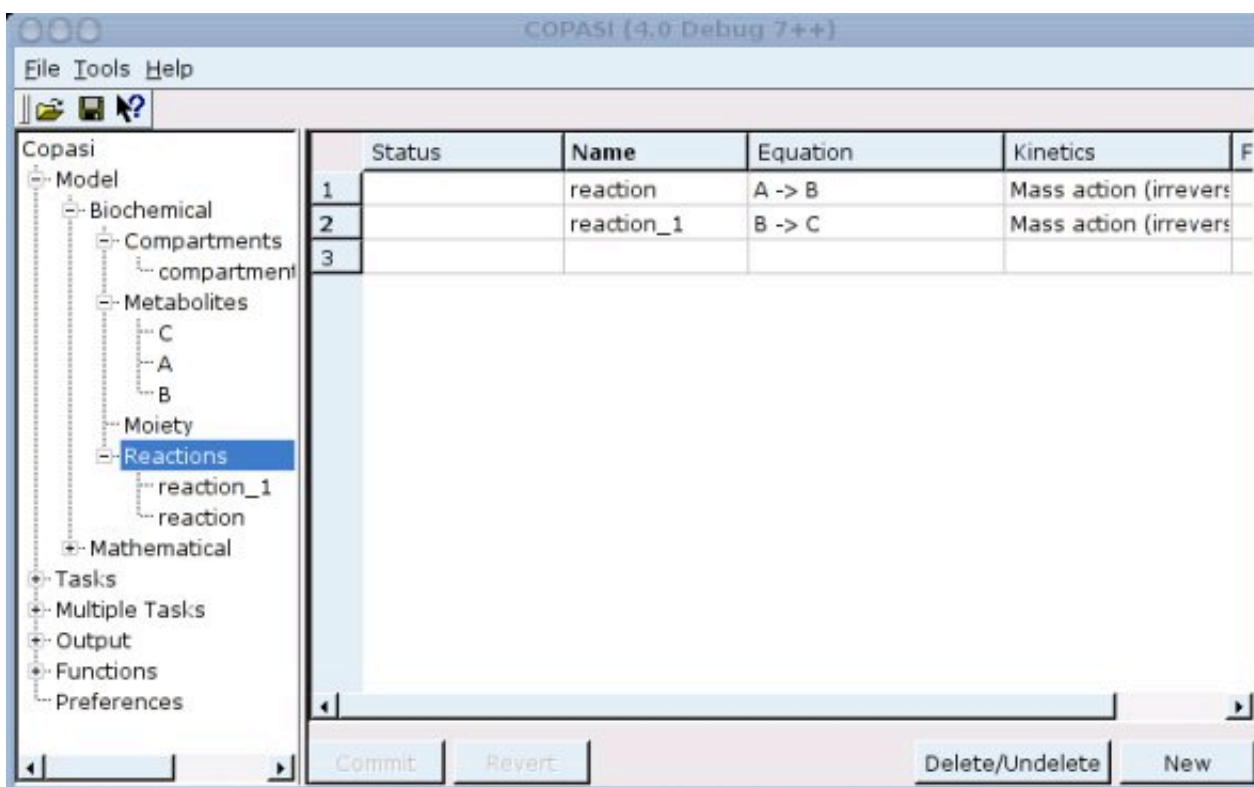 COPASI (4.0 Debug 7++)
File Tools Help
Copasi
Model
Biochemical
Compartments
compartment
Metabolites
C
A
B
Moiety
Reactions
reaction_1
reaction
Mathematical
Tasks
Multiple Tasks
Output
Functions
Preferences
Status Name Equation Kinetics F
1 reaction A -> B Mass action (irrevers
2 reaction_1 B -> C Mass action (irrevers
3
Commit Revert Delete/Undelete New